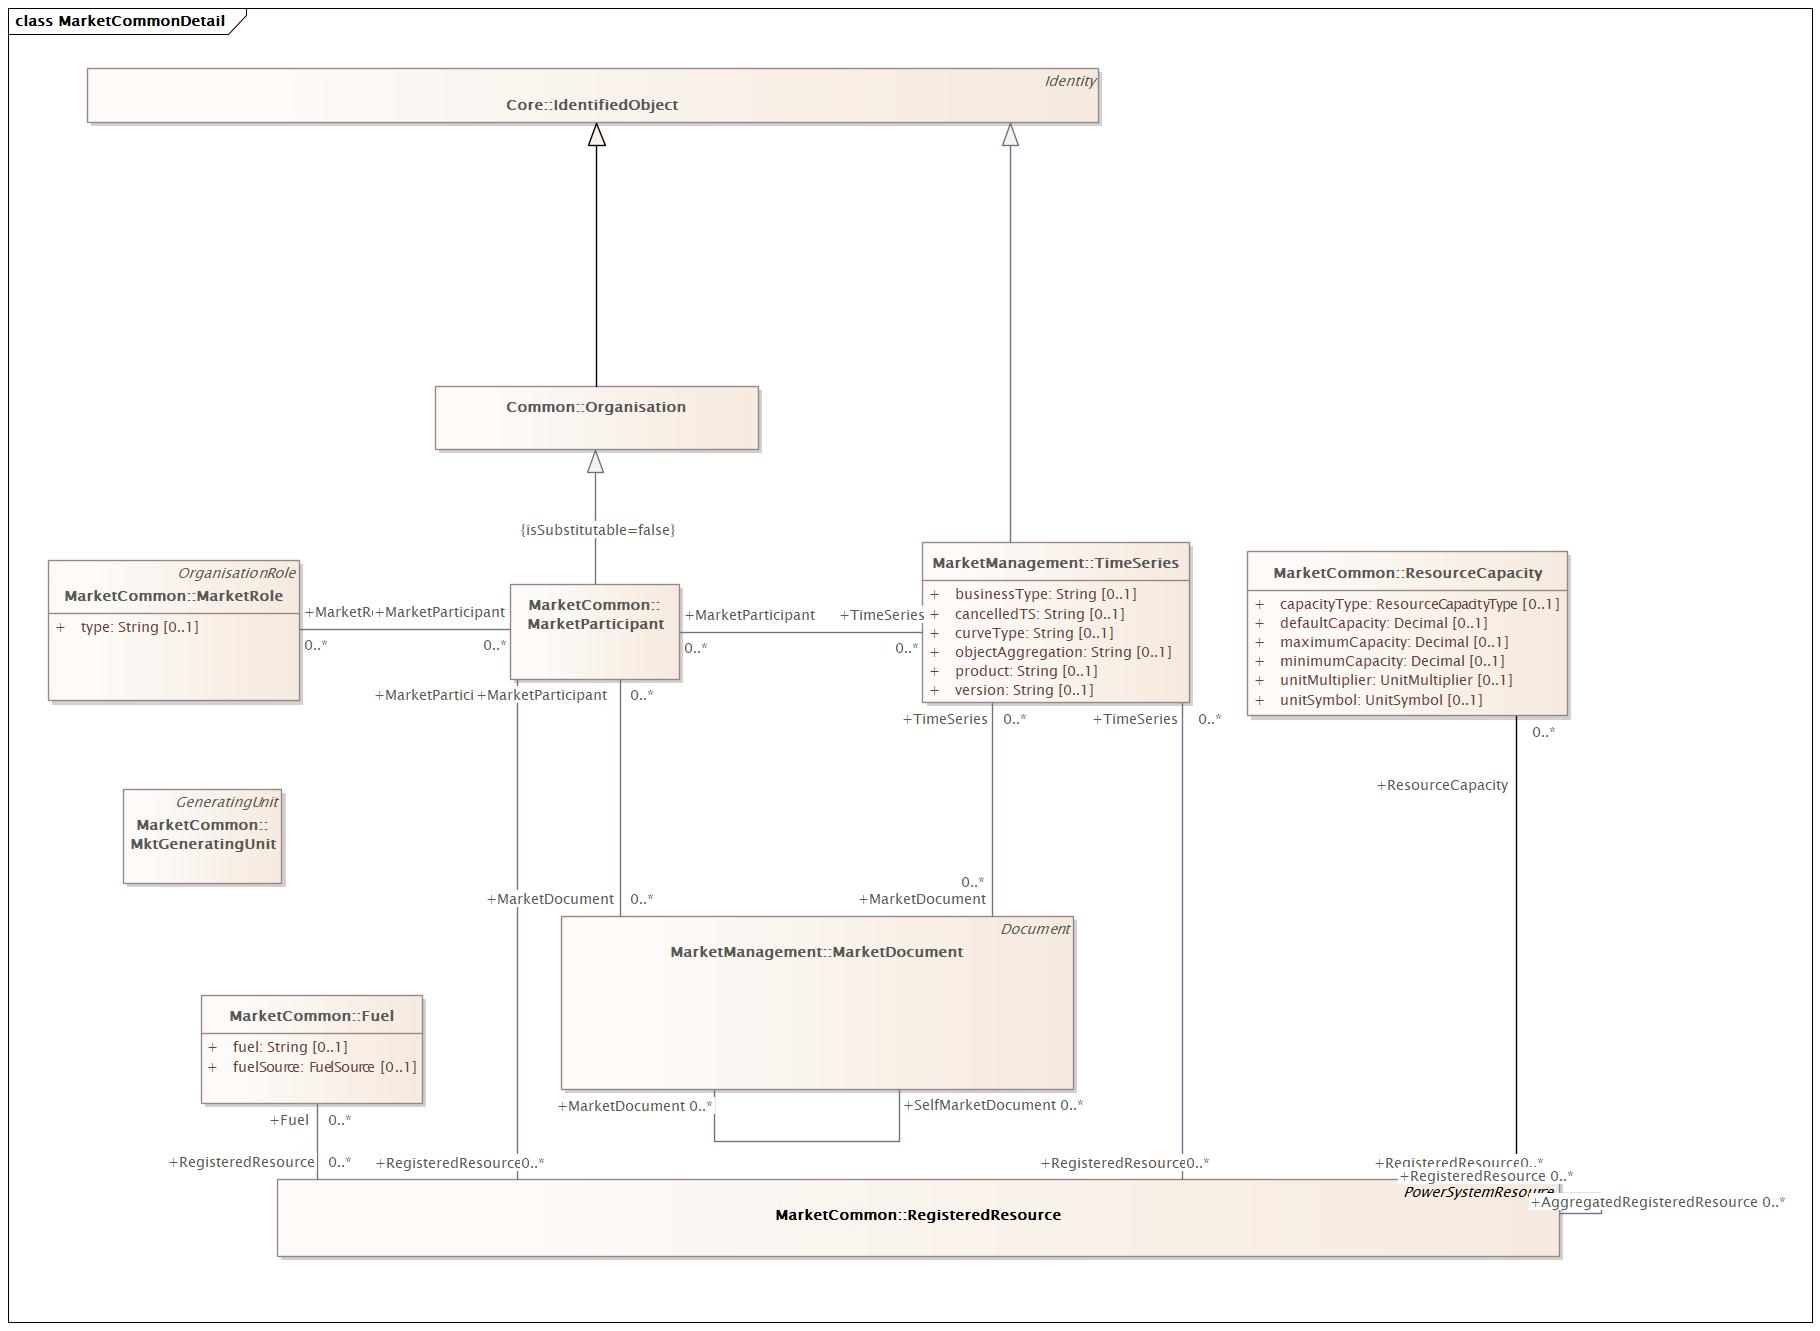 class MarketCommonDetail
Identity
Core::IdentifiedObject
Common::Organisation
{isSubstitutable=false}
OrganisationRole
MarketCommon::MarketRole
+ type: String [0..1]
+MarketR
+MarketParticipant
0..*
0..*
MarketCommon::
MarketParticipant
+MarketParticipant
0..*
+TimeSeries
0..*
MarketManagement::TimeSeries
+ businessType: String [0..1]
+ cancelledTS: String [0..1]
+ curveType: String [0..1]
+ objectAggregation: String [0..1]
+ product: String [0..1]
+ version: String [0..1]
MarketCommon::ResourceCapacity
+ capacityType: ResourceCapacityType [0..1]
+ defaultCapacity: Decimal [0..1]
+ maximumCapacity: Decimal [0..1]
+ minimumCapacity: Decimal [0..1]
+ unitMultiplier: UnitMultiplier [0..1]
+ unitSymbol: UnitSymbol [0..1]
+MarketPartici
+MarketParticipant
0..*
+TimeSeries
0..*
+TimeSeries
0..*
0..*
+ResourceCapacity
GeneratingUnit
MarketCommon::
MktGeneratingUnit
+MarketDocument
0..*
0..*
+MarketDocument
Document
MarketManagement::MarketDocument
MarketCommon::Fuel
+ fuel: String [0..1]
+ fuelSource: FuelSource [0..1]
+MarketDocument 0..*
+SelfMarketDocument 0..*
+Fuel
0..*
+RegisteredResource
0..*
+RegisteredResource
0..*
+RegisteredResource
0..*
+RegisteredResource
0..*
+RegisteredResource 0..*
PowerSystemResource
+AggregatedRegisteredResource 0..*
MarketCommon::RegisteredResource